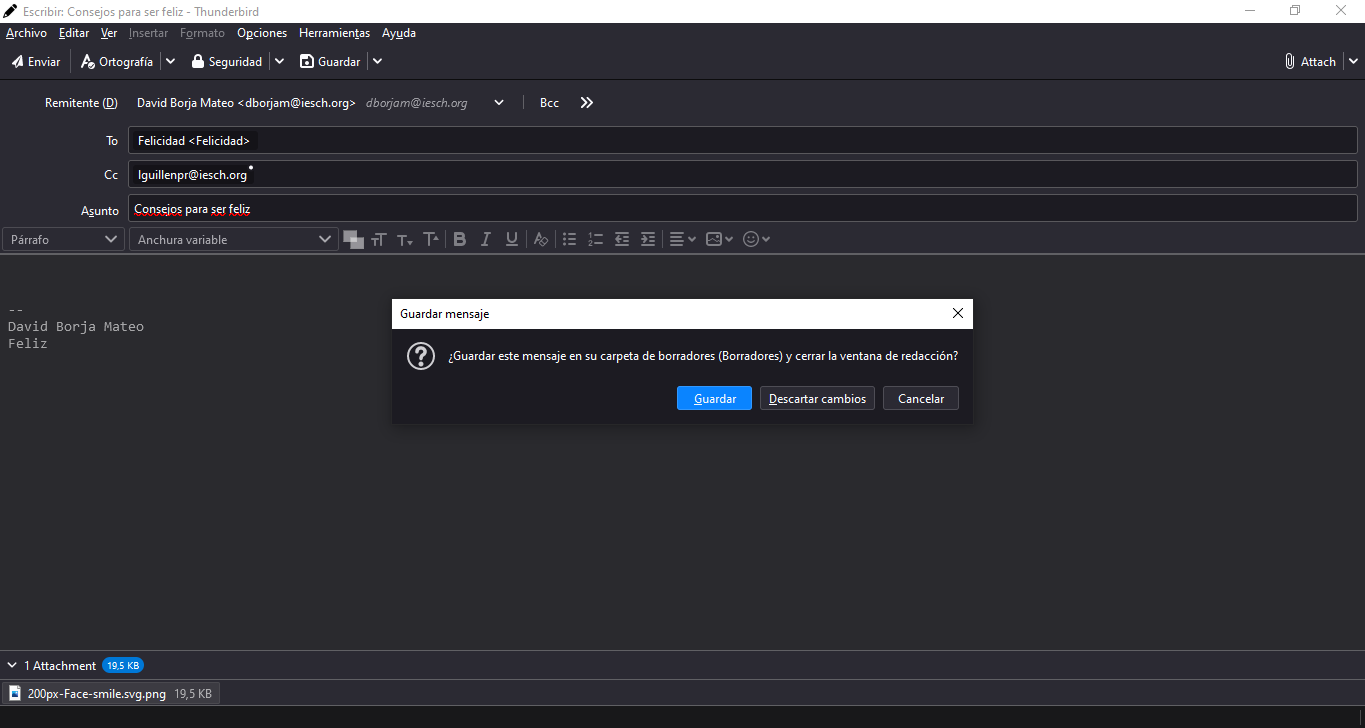 Escribir: Consejos para ser feliz - Thunderbird
Archivo Editar Ver Insertar Formato Opciones Herramientas Ayuda
Enviar Ortografía Seguridad Guardar Attach
Remitente (D) David Borja Mateo <dborjam@iesch.org> dborjam@iesch.org Bcc
To Felicidad <Felicidad>
Cc lguillenpr@iesch.org
Asunto Consejos para ser feliz
Párrafo Anchura variable
--
David Borja Mateo
Feliz
Guardar mensaje
¿Guardar este mensaje en su carpeta de borradores (Borradores) y cerrar la ventana de redacción?
Guardar Descartar cambios Cancelar
1 Attachment 19,5 KB
200px-Face-smile.svg.png 19,5 KB